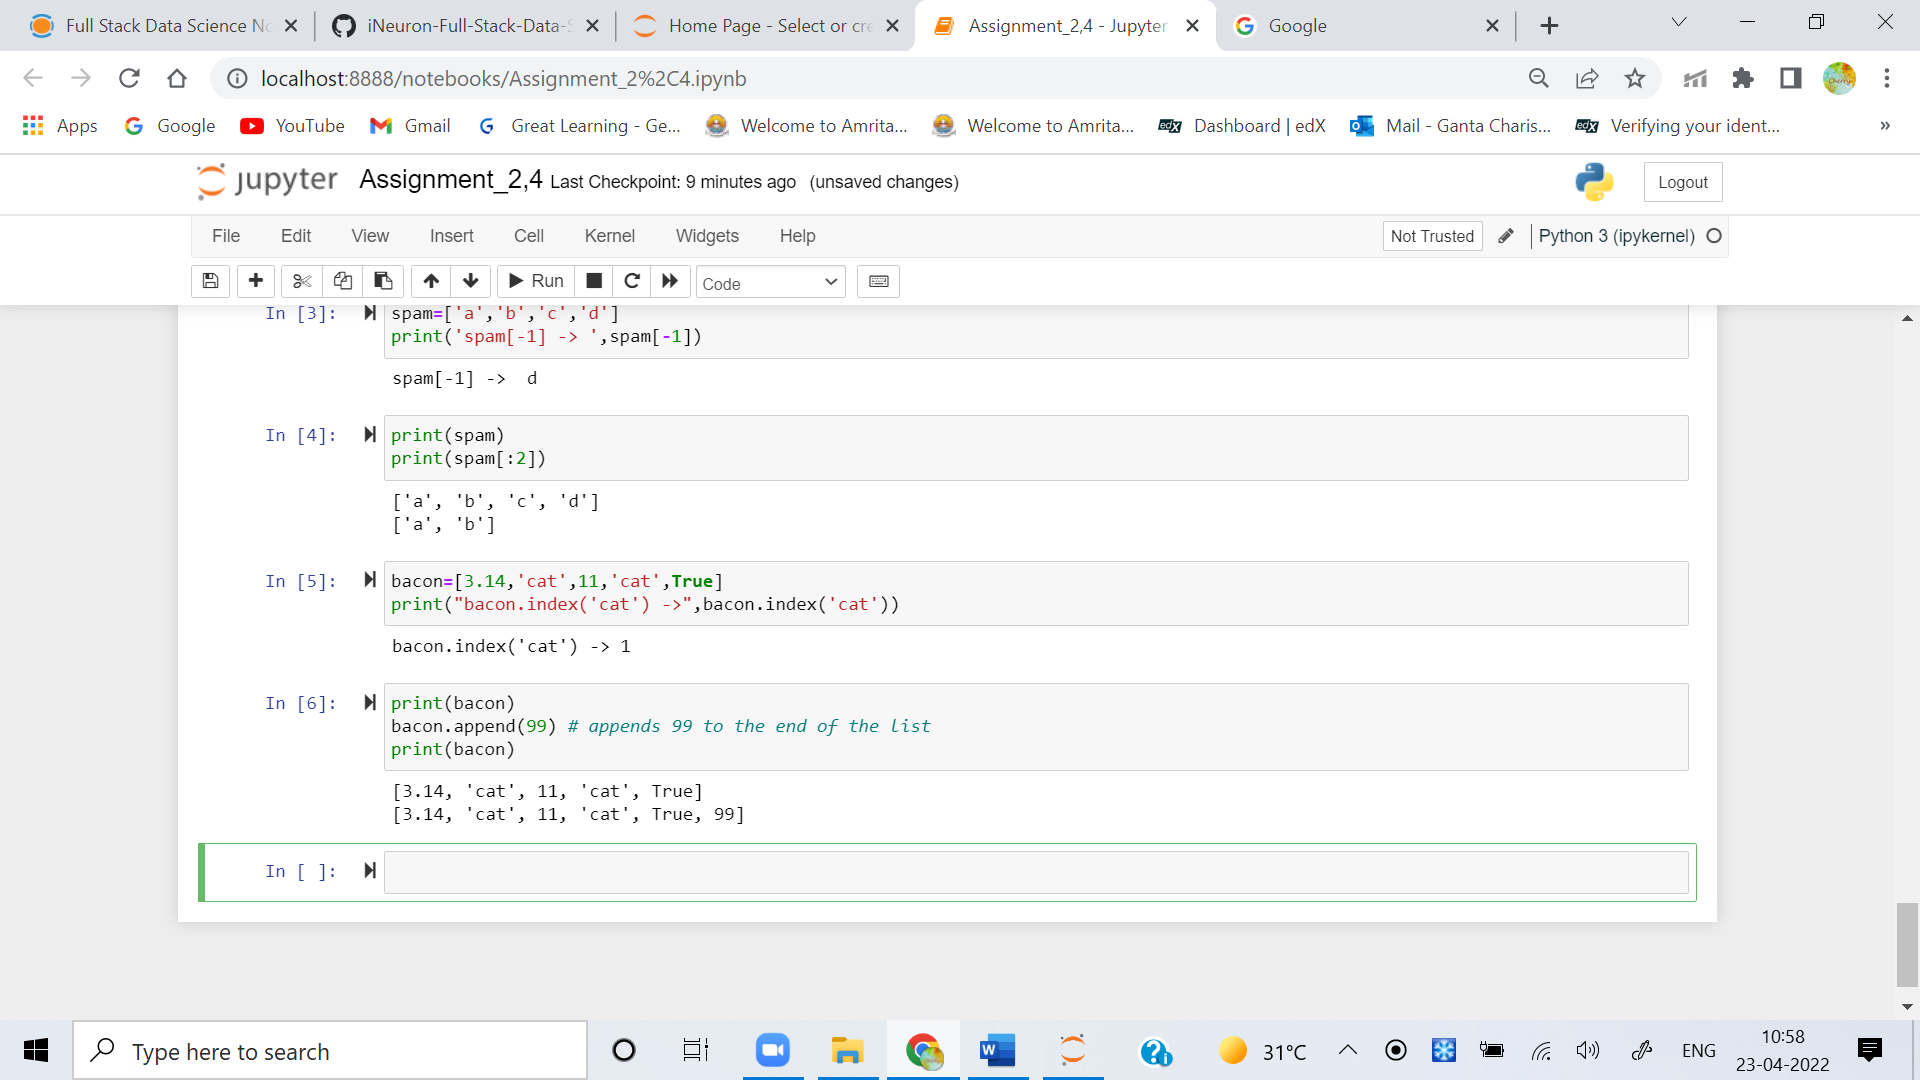 Full Stack Data Science No
iNeuron-Full-Stack-Data-S
Home Page - Select or cre
Assignment_2,4 - Jupyter
Google
localhost:8888/notebooks/Assignment_2%2C4.ipynb
Apps
Google
YouTube
Gmail
Great Learning - Ge...
Welcome to Amrita...
Welcome to Amrita...
Dashboard | edX
Mail - Ganta Charis...
Verifying your ident...
»
jupyter Assignment_2,4 Last Checkpoint: 9 minutes ago (unsaved changes)
Logout
File Edit View Insert Cell Kernel Widgets Help
Not Trusted
Python 3 (ipykernel)
Run
Code
In [3]: spam=['a','b','c','d']
print('spam[-1] -> ',spam[-1])
spam[-1] ->  d
In [4]: print(spam)
print(spam[:2])
['a', 'b', 'c', 'd']
['a', 'b']
In [5]: bacon=[3.14,'cat',11,'cat',True]
print("bacon.index('cat') ->",bacon.index('cat'))
bacon.index('cat') -> 1
In [6]: print(bacon)
bacon.append(99) # appends 99 to the end of the list
print(bacon)
[3.14, 'cat', 11, 'cat', True]
[3.14, 'cat', 11, 'cat', True, 99]
In [ ]:
Type here to search
31°C
ENG
10:58
23-04-2022